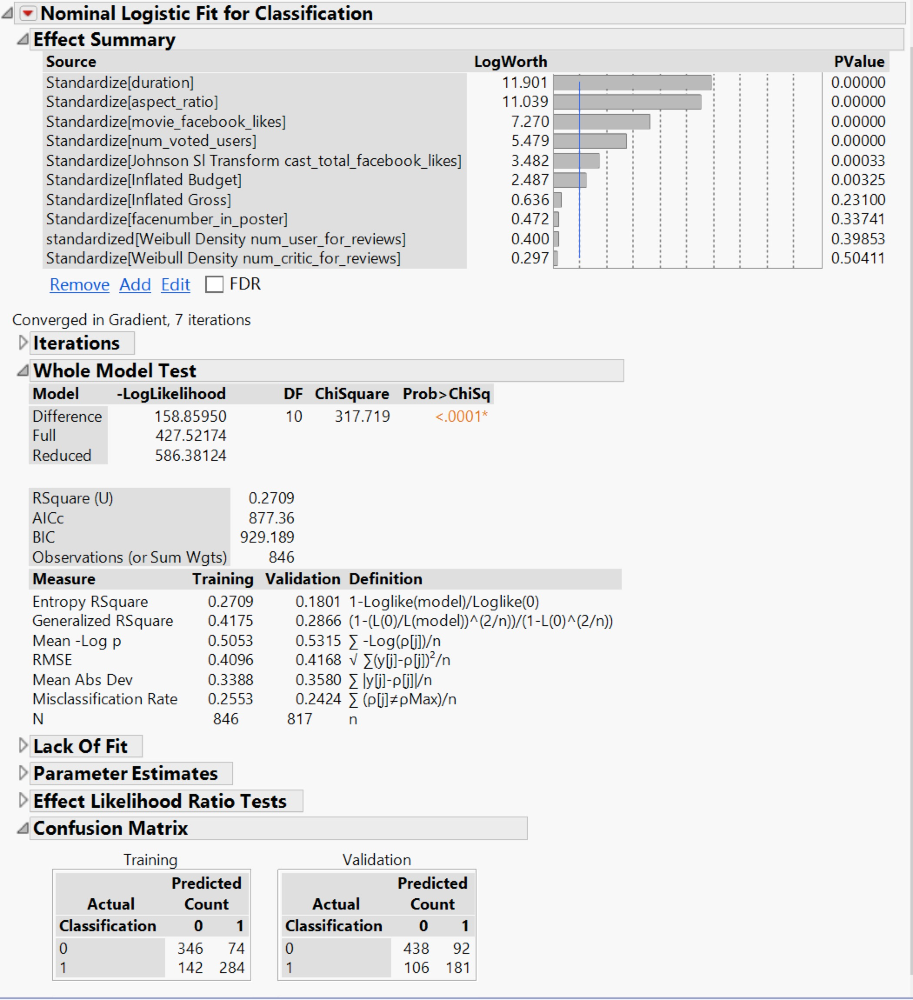 Nominal Logistic Fit for Classification
Effect Summary
Source LogWorth PValue
Standardize[duration] 11.901 0.00000
Standardize[aspect_ratio] 11.039 0.00000
Standardize[movie_facebook_likes] 7.270 0.00000
Standardize[num_voted_users] 5.479 0.00000
Standardize[Johnson Sl Transform cast_total_facebook_likes] 3.482 0.00033
Standardize[Inflated Budget] 2.487 0.00325
Standardize[Inflated Gross] 0.636 0.23100
Standardize[facenumber_in_poster] 0.472 0.33741
standardized[Weibull Density num_user_for_reviews] 0.400 0.39853
Standardize[Weibull Density num_critic_for_reviews] 0.297 0.50411
Remove Add Edit FDR
Converged in Gradient, 7 iterations
Iterations
Whole Model Test
Model -LogLikelihood DF ChiSquare Prob>ChiSq
Difference 158.85950 10 317.719 <.0001*
Full 427.52174
Reduced 586.38124
RSquare (U) 0.2709
AICc 877.36
BIC 929.189
Observations (or Sum Wgts) 846
Measure Training Validation Definition
Entropy RSquare 0.2709 0.1801 1-Loglike(model)/Loglike(0)
Generalized RSquare 0.4175 0.2866 (1-(L(0)/L(model))^(2/n))/(1-L(0)^(2/n))
Mean -Log p 0.5053 0.5315 ∑ -Log(ρ[j])/n
RMSE 0.4096 0.4168 √ ∑(y[j]-ρ[j])²/n
Mean Abs Dev 0.3388 0.3580 ∑ |y[j]-ρ[j]|/n
Misclassification Rate 0.2553 0.2424 ∑ (ρ[j]≠ρMax)/n
N 846 817 n
Lack Of Fit
Parameter Estimates
Effect Likelihood Ratio Tests
Confusion Matrix
Training Validation
Predicted Predicted
Actual Count Actual Count
Classification 0 1 Classification 0 1
0 346 74 0 438 92
1 142 284 1 106 181